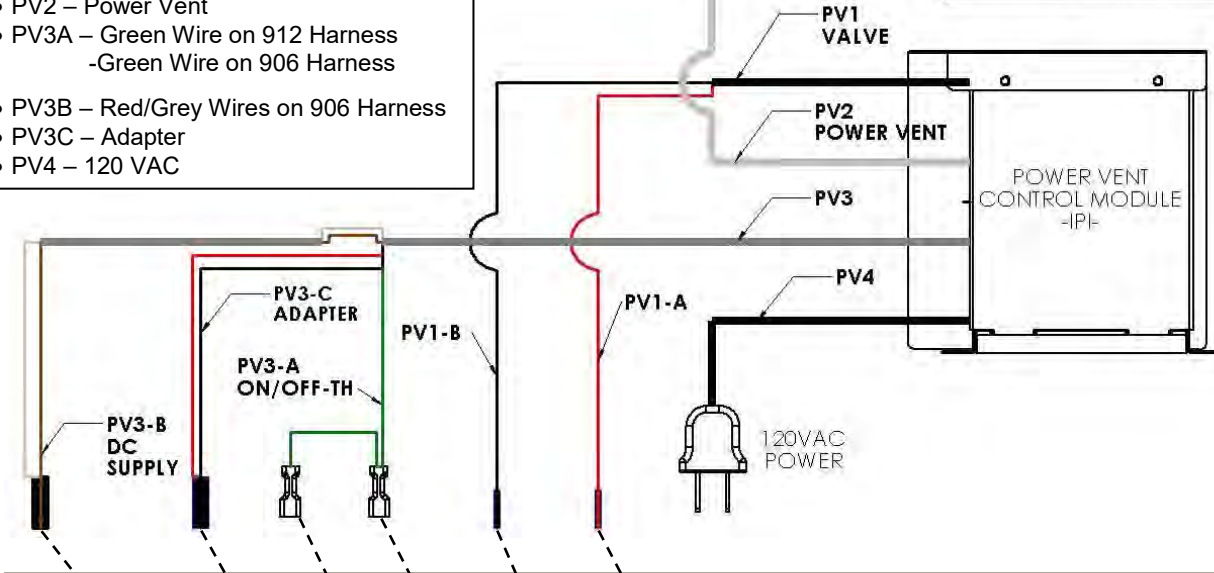 • PV2 – Power Vent
• PV3A – Green Wire on 912 Harness
-Green Wire on 906 Harness
• PV3B – Red/Grey Wires on 906 Harness
• PV3C – Adapter
• PV4 – 120 VAC
PV1
VALVE
PV2
POWER VENT
POWER VENT
CONTROL MODULE
-IPI-
PV3
PV4
PV3-C
ADAPTER
PV1-B
PV1-A
PV3-A
ON/OFF-TH
PV3-B
DC
SUPPLY
120VAC
POWER